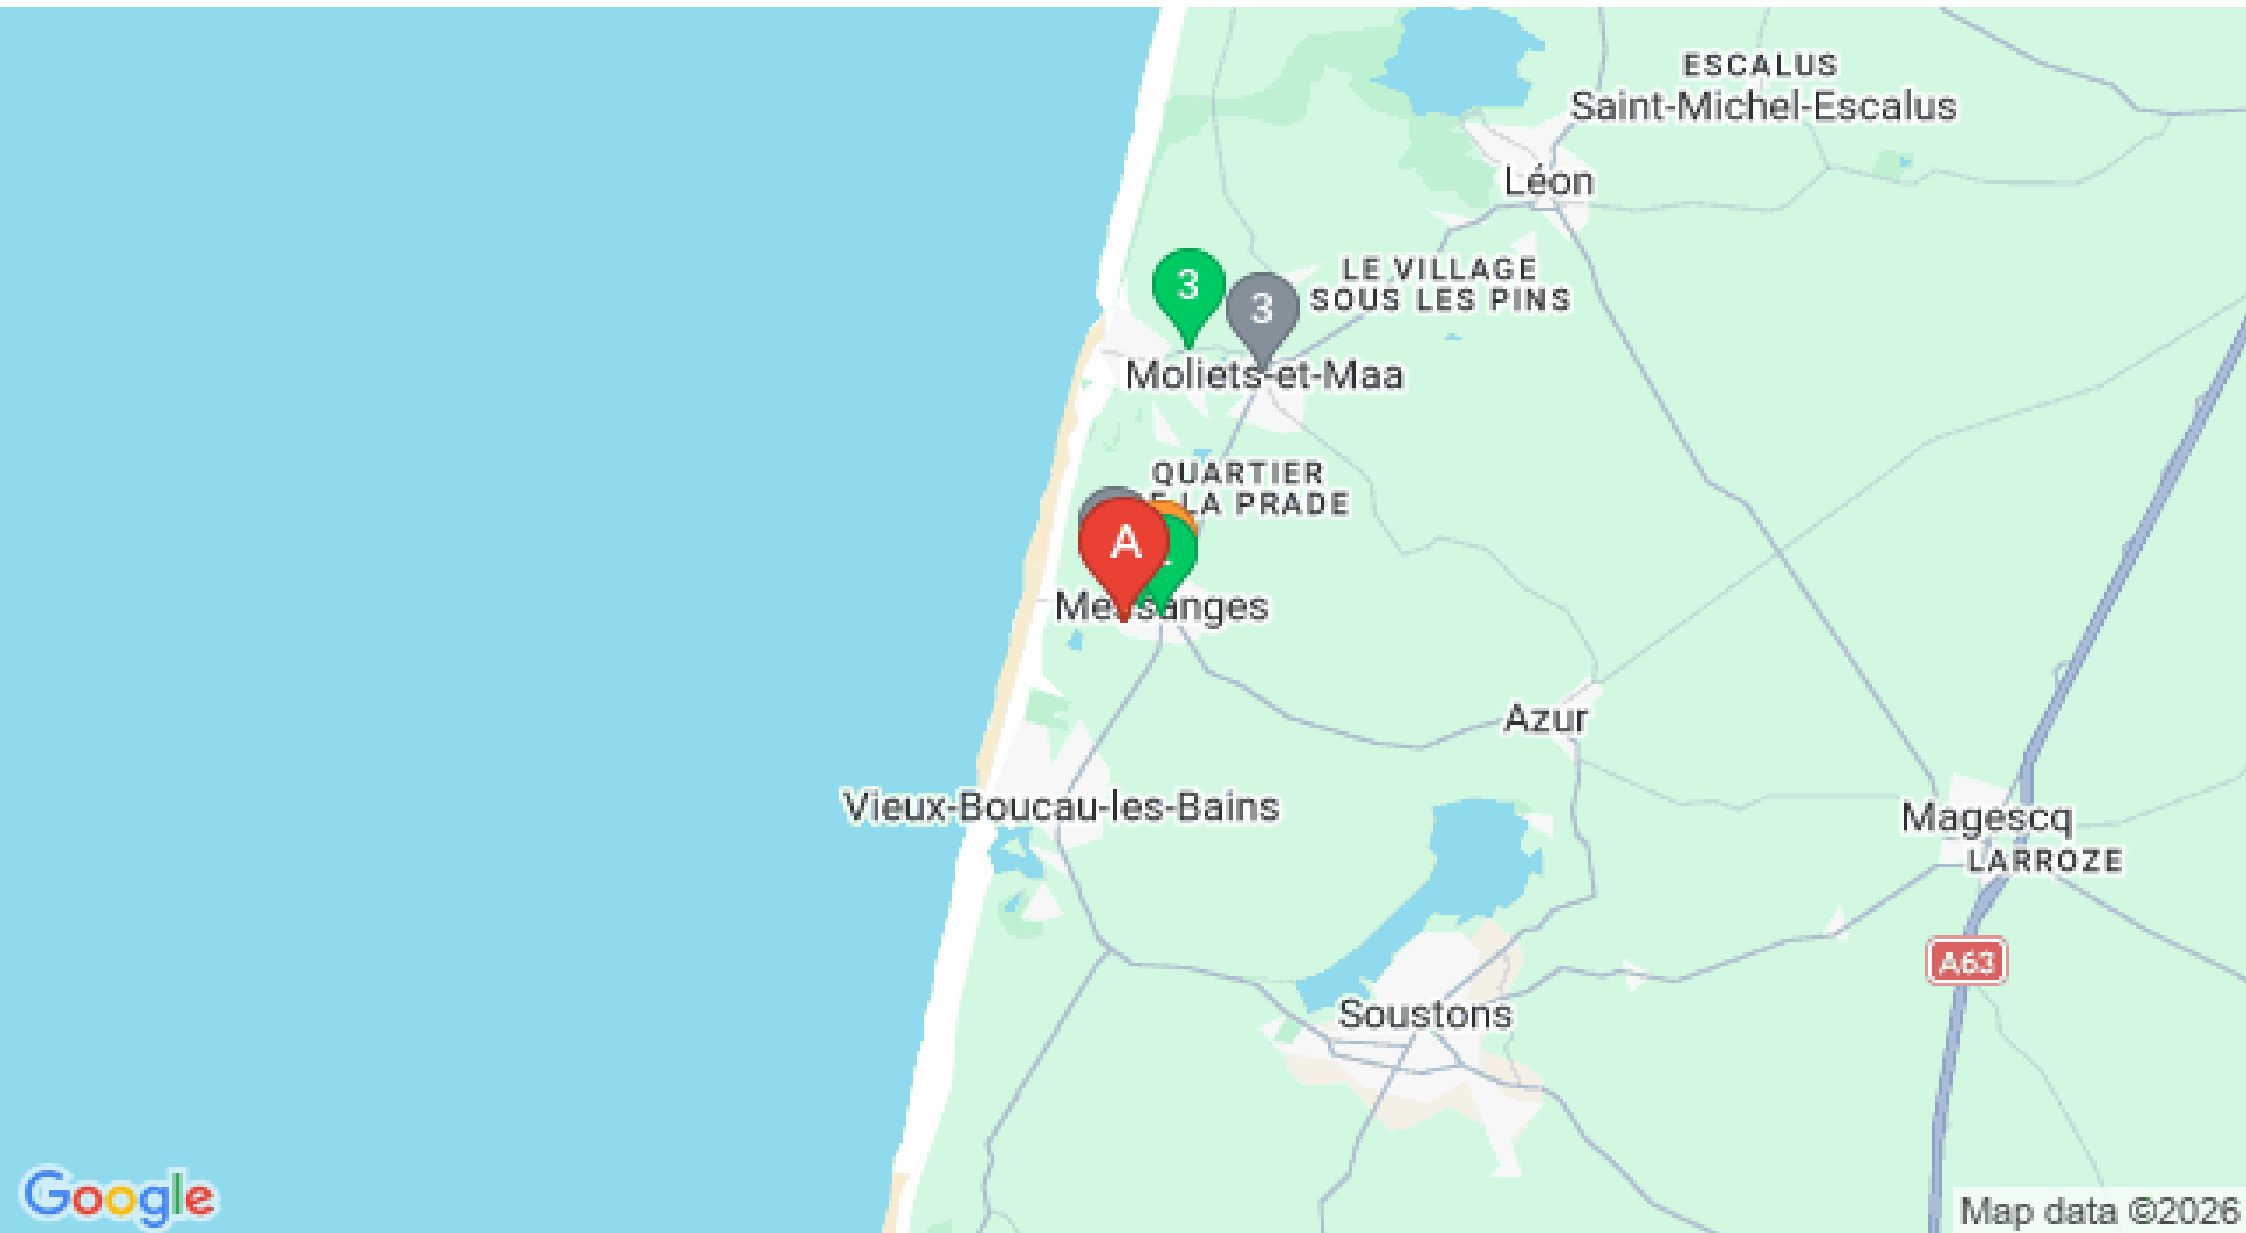 ESCALUS
Saint-Michel-Escalus
Léon
LE VILLAGE
SOUS LES PINS
3
3
Moliets-et-Maa
QUARTIER
LA PRADE
A
Messanges
Azur
Vieux-Boucau-les-Bains
Magescq
LARROZE
A63
Soustons
Google
Map data ©2026